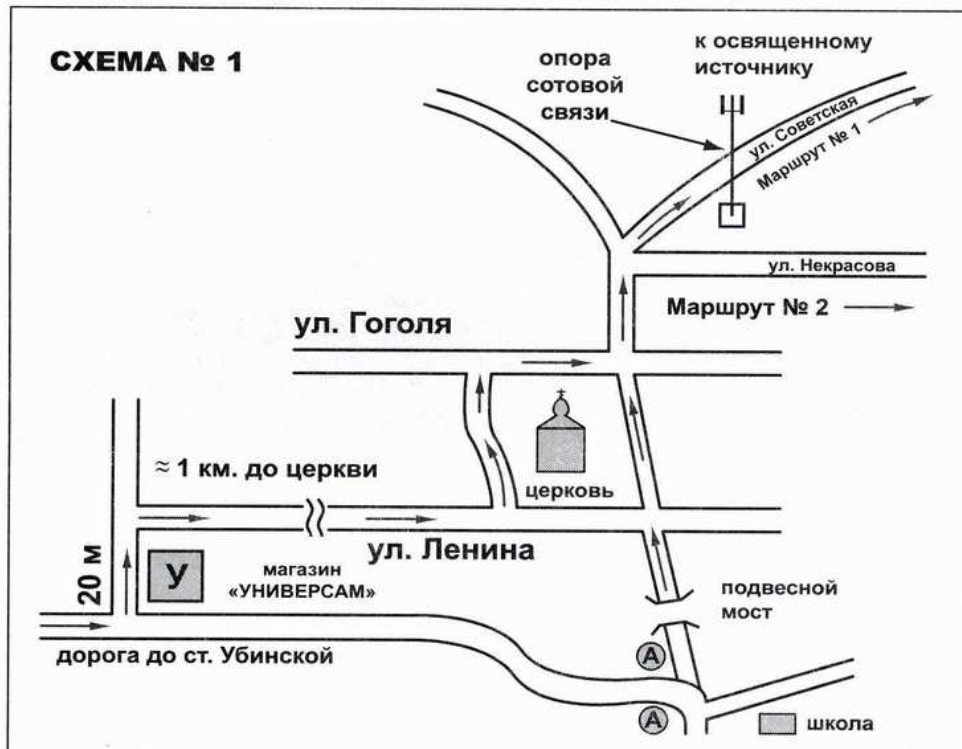 СХЕМА № 1
опора
сотовой
связи
к освященному
источнику
ул. Советская
Маршрут № 1
ул. Некрасова
Маршрут № 2
ул. Гоголя
≈ 1 км. до церкви
церковь
ул. Ленина
20 м
У
магазин
«УНИВЕРСАМ»
подвесной
мост
дорога до ст. Убинской
А
А
школа